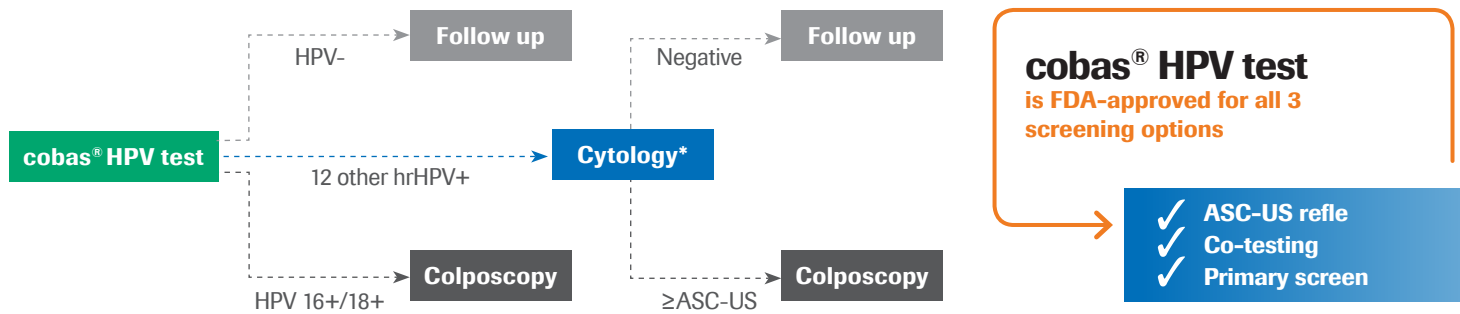 Follow up
HPV-
cobas® HPV test
12 other hrHPV+
Colposcopy
HPV 16+/18+
Cytology*
Follow up
Negative
Colposcopy
≥ASC-US
cobas® HPV test
is FDA-approved for all 3
screening options
✓ ASC-US refle
✓ Co-testing
✓ Primary screen